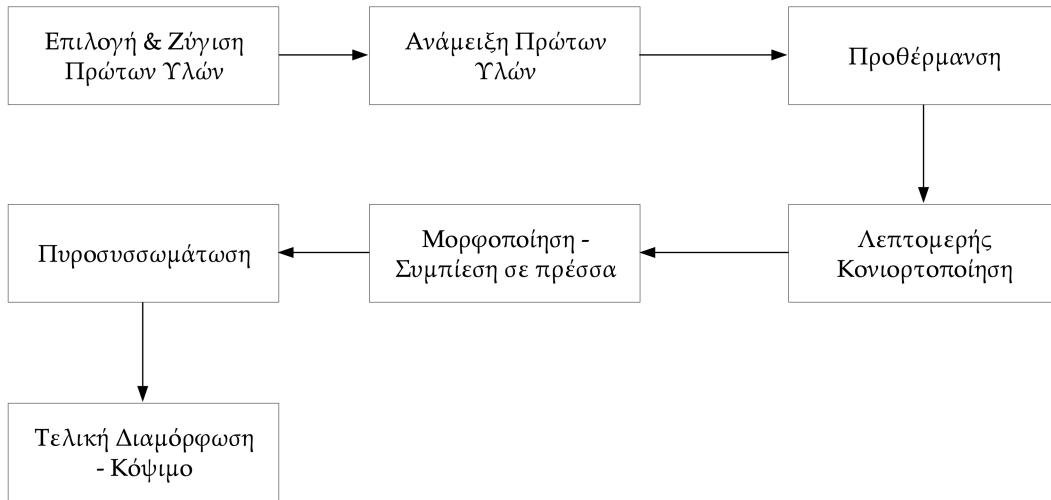 Επιλογή & Ζύγιση
Πρώτων Υλών
Ανάμειξη Πρώτων
Υλών
Προθέρμανση
Λεπτομερής
Κονιορτοποίηση
Μορφοποίηση -
Συμπίεση σε πρέσσα
Πυροσυσσωμάτωση
Τελική Διαμόρφωση
- Κόψιμο